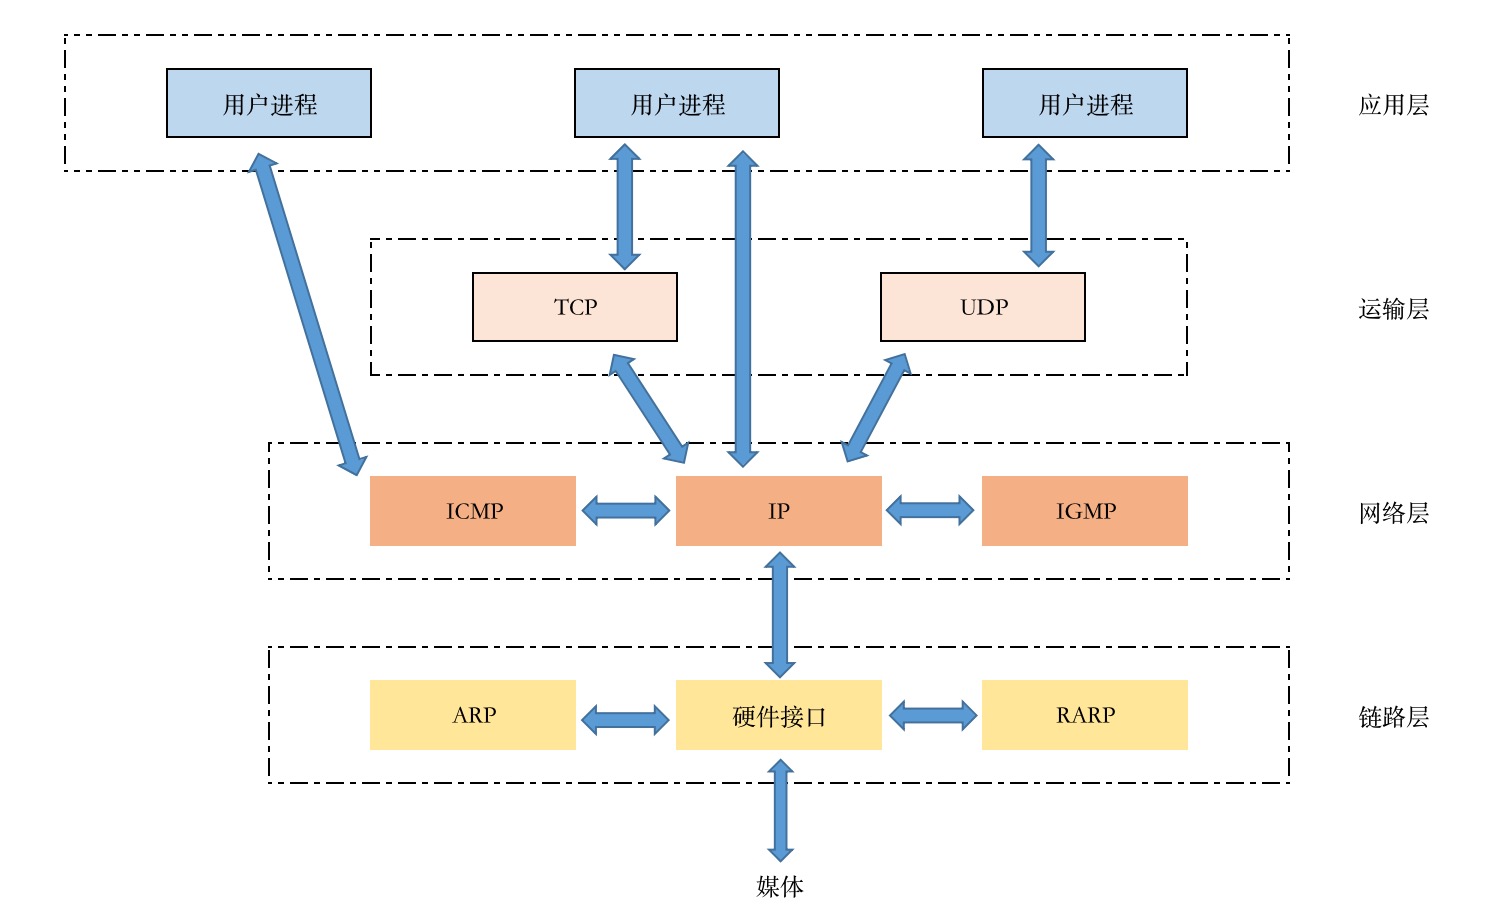 用户进程
用户进程
用户进程
应用层
TCP
UDP
运输层
ICMP
IP
IGMP
网络层
ARP
硬件接口
RARP
链路层
媒体